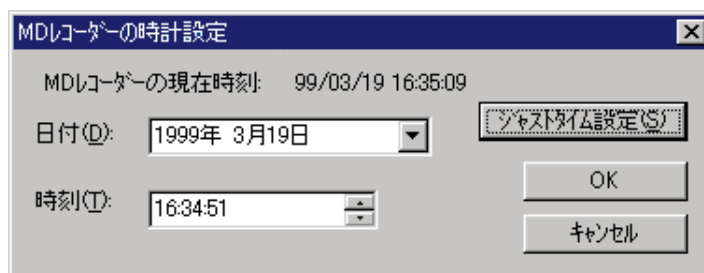 MDﾚｺｰﾀﾞｰの時計設定
MDﾚｺｰﾀﾞｰの現在時刻: 99/03/19 16:35:09
日付(D): 1999年 3月19日
ｼﾞｬｽﾄﾀｲﾑ設定(S)
時刻(T): 16:34:51
OK
ｷｬﾝｾﾙ